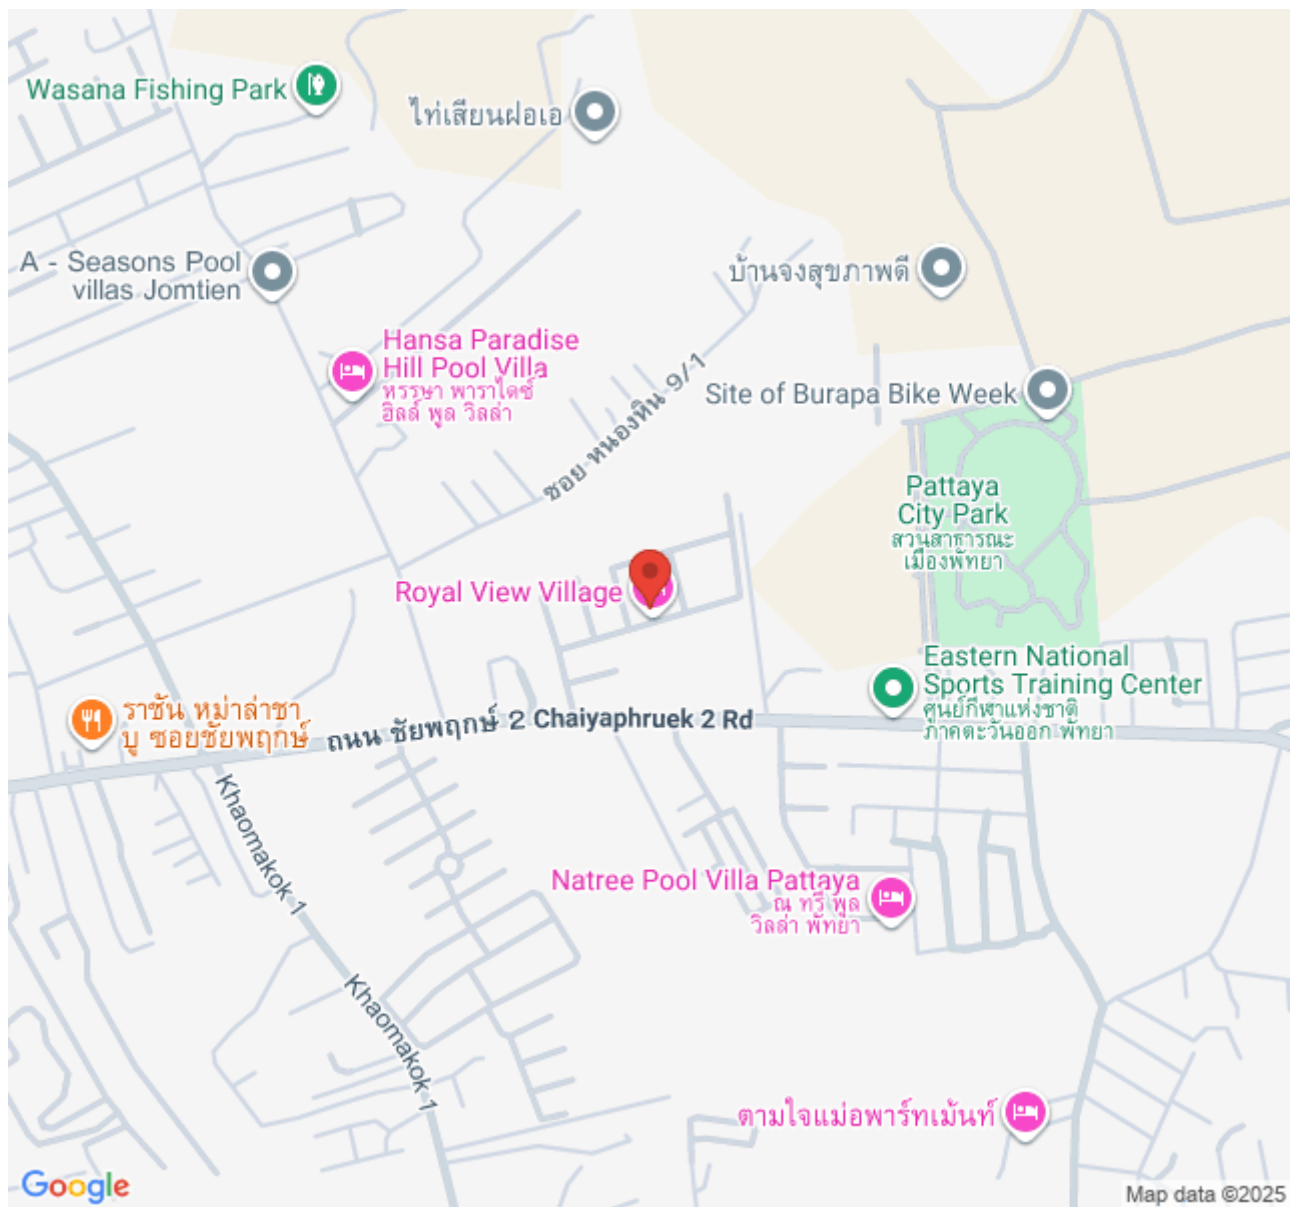 Wasana Fishing Park
ไท่เสียนฝอเอ
A - Seasons Pool
villas Jomtien
บ้านจงสุขภาพดี
Hansa Paradise
Hill Pool Villa
หรรษา พาราไดซ์
ฮิลล์ พูล วิลล่า
ซอย หนองหิน 9/1
Site of Burapa Bike Week
Pattaya
City Park
สวนสาธารณะ
เมืองพัทยา
Royal View Village
Eastern National
Sports Training Center
ศูนย์กีฬาแห่งชาติ
ภาคตะวันออก พัทยา
ราชัน หม่าล่าชา
บู ซอยชัยพฤกษ์
ถนน ชัยพฤกษ์ 2 Chaiyaphruek 2 Rd
Khaomakok 1
Natree Pool Villa Pattaya
ณ ทรี พูล
วิลล่า พัทยา
Khaomakok 1
ตามใจแม่อพาร์ทเม้นท์
Google
Map data ©2025